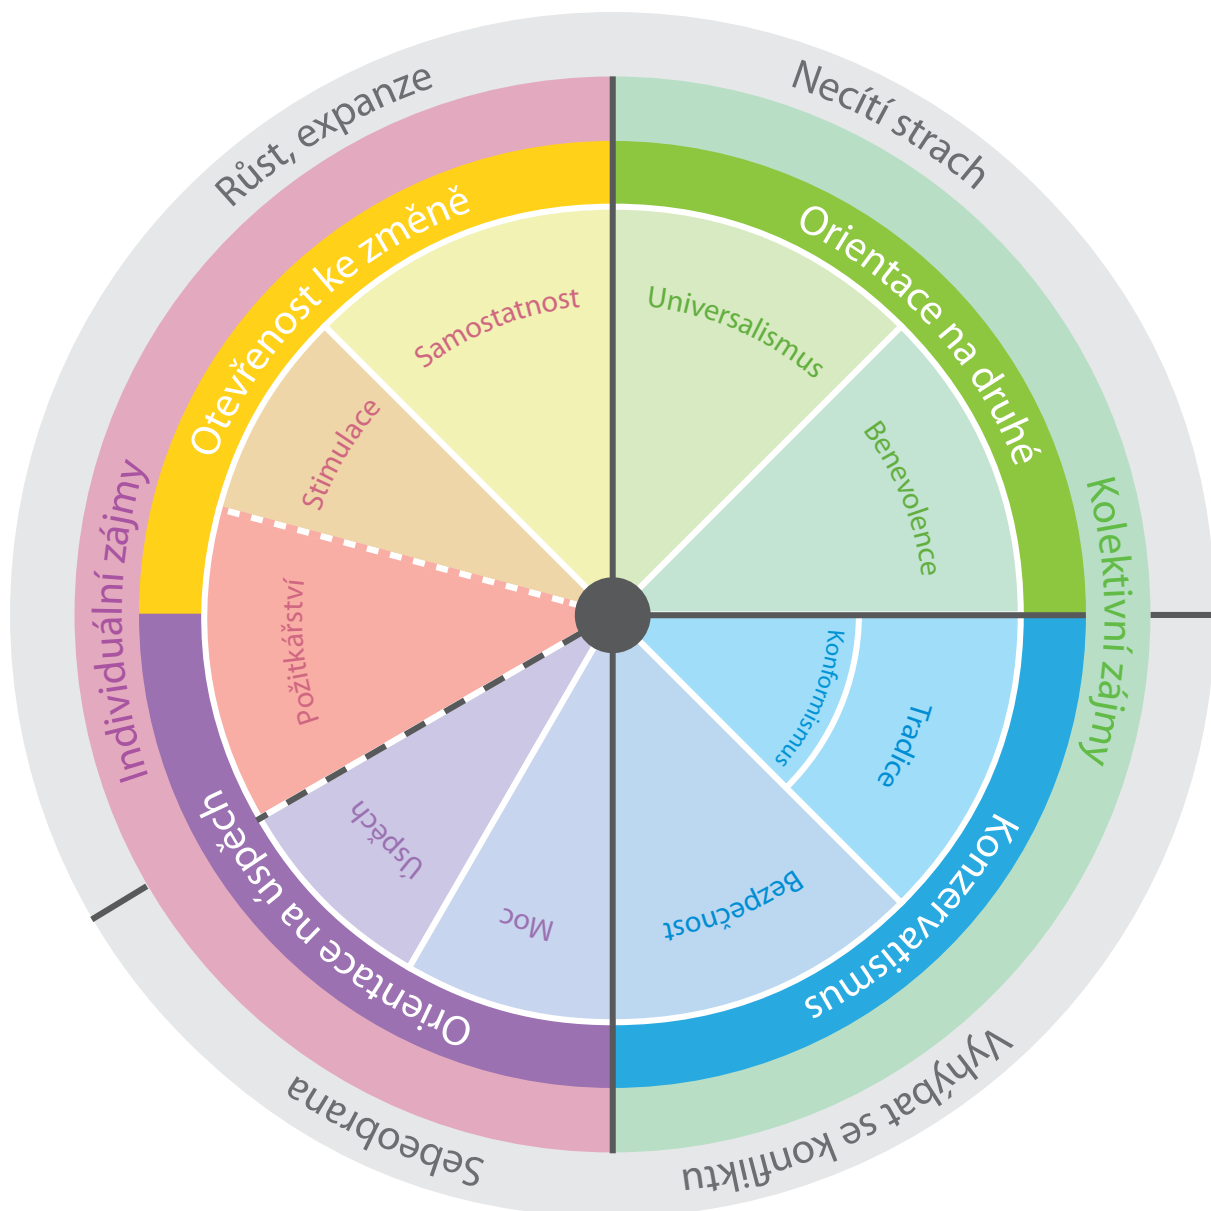 Růst, expanze
Necítí strach
Otevřenost ke změně
Orientace na druhé
Samostatnost
Universalismus
Stimulace
Benevolence
Individuální zájmy
Kolektivní zájmy
Požitkářství
Konformismus
Tradice
Úspěch
Moc
Bezpečnost
Orientace na úspěch
Konzervatismus
Sebeobrana
Vyhýbat se konfliktu